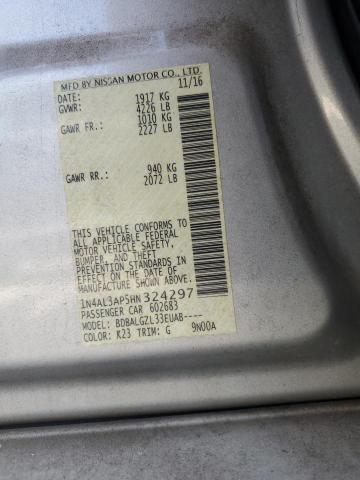 MFD BY NISSAN MOTOR CO., LTD.
DATE: 11/16
GVWR: 1917 KG
4226 LB
GAWR FR.: 1010 KG
2227 LB
GAWR RR.: 940 KG
2072 LB
THIS VEHICLE CONFORMS TO
ALL APPLICABLE FEDERAL
MOTOR VEHICLE SAFETY,
BUMPER, AND THEFT
PREVENTION STANDARDS IN
EFFECT ON THE DATE OF
MANUFACTURE SHOWN ABOVE.
1N4AL3AP5HN324297
PASSENGER CAR 602683
MODEL: BDBALGZL33EUAB----
COLOR: K23 TRIM: G 9N00A